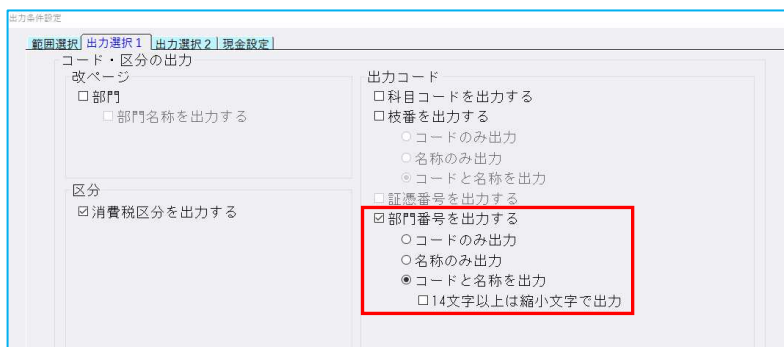 出力条件設定
範囲選択 出力選択1 出力選択2 現金設定
コード・区分の出力
改ページ
□部門
□部門名称を出力する
区分
☑消費税区分を出力する
出力コード
□科目コードを出力する
□枝番を出力する
○コードのみ出力
○名称のみ出力
◉コードと名称を出力
□証憑番号を出力する
☑部門番号を出力する
○コードのみ出力
○名称のみ出力
◉コードと名称を出力
□14文字以上は縮小文字で出力